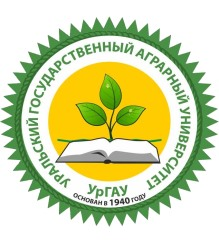 УРАЛЬСКИЙ ГОСУДАРСТВЕННЫЙ АГРАРНЫЙ УНИВЕРСИТЕТ
УрГАУ
ОСНОВАН В 1940 ГОДУ